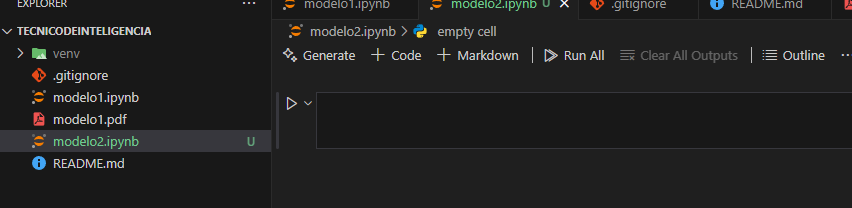 EXPLORER ...
modelo1.ipynb modelo2.ipynb U .gitignore README.md
TECNICODEINTELIGENCIA
modelo2.ipynb > empty cell
venv
Generate + Code + Markdown Run All Clear All Outputs Outline ...
.gitignore
modelo1.ipynb
modelo1.pdf
modelo2.ipynb U
README.md